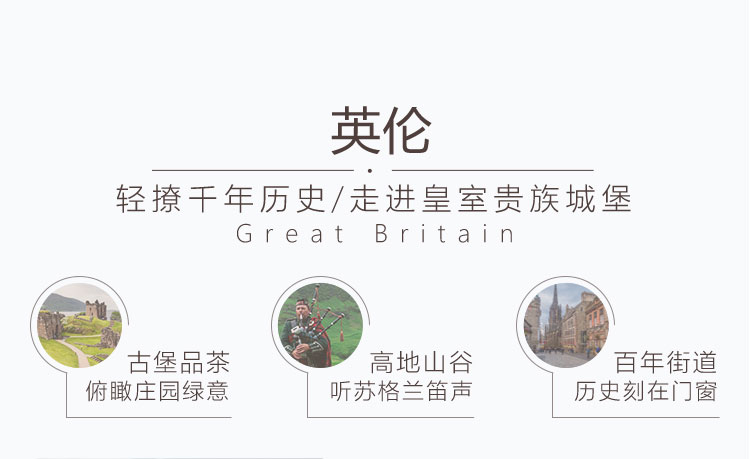 英伦
轻撩千年历史/走进皇室贵族城堡
Great Britain
古堡品茶
俯瞰庄园绿意
高地山谷
听苏格兰笛声
百年街道
历史刻在门窗